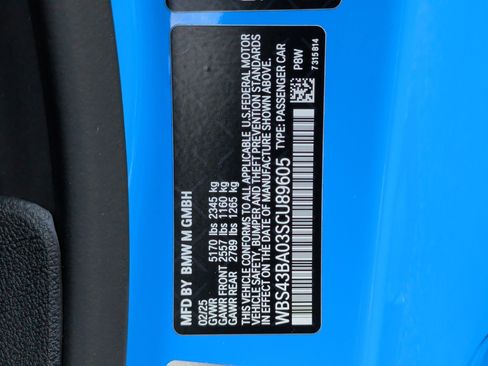 MFD BY
BMW M GMBH
02/25
GVWR 5170 lbs 2345 kg
GAWR FRONT 2557 lbs 1160 kg
GAWR REAR 2789 lbs 1265 kg
THIS VEHICLE CONFORMS TO ALL APPLICABLE U.S.FEDERAL MOTOR
VEHICLE SAFETY, BUMPER AND THEFT PREVENTION STANDARDS
IN EFFECT ON THE DATE OF MANUFACTURE SHOWN ABOVE.
WBS43BA03SCU89605 TYPE: PASSENGER CAR
P8W
7315814